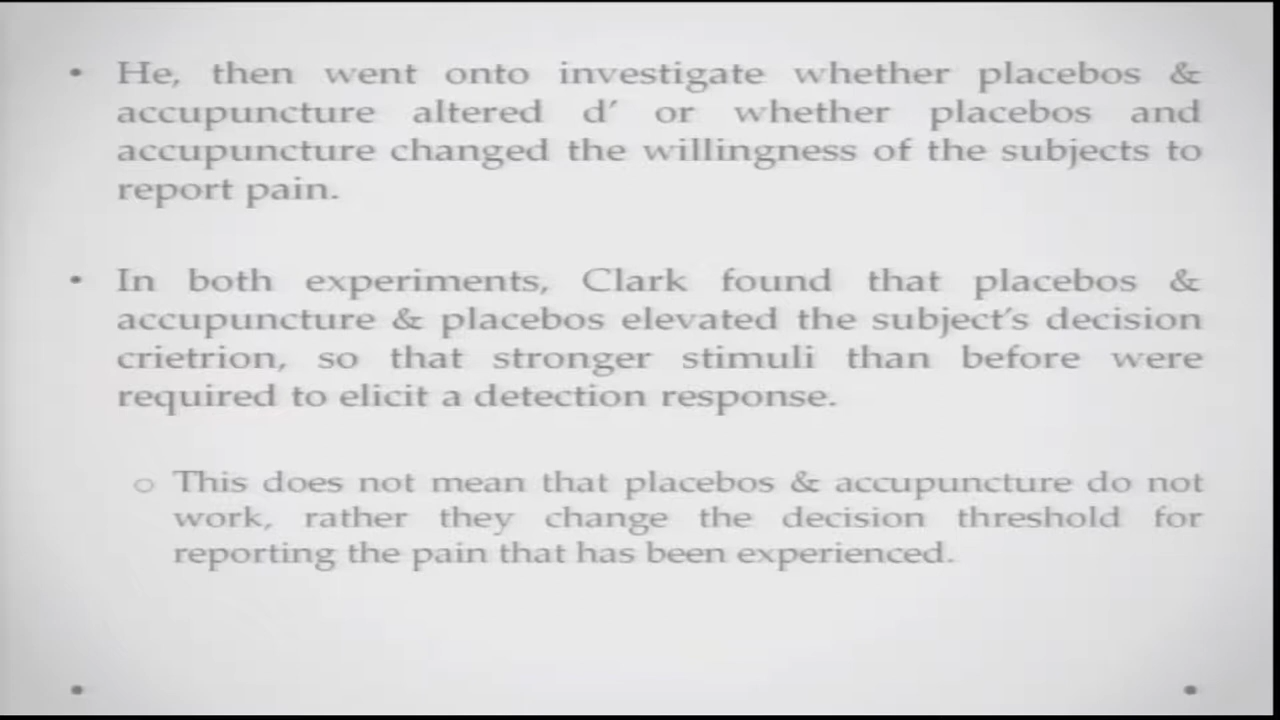 • He, then went onto investigate whether placebos &
accupuncture altered d′ or whether placebos and
accupuncture changed the willingness of the subjects to
report pain.
• In both experiments, Clark found that placebos &
accupuncture & placebos elevated the subject's decision
crietrion, so that stronger stimuli than before were
required to elicit a detection response.
o This does not mean that placebos & accupuncture do not
work, rather they change the decision threshold for
reporting the pain that has been experienced.